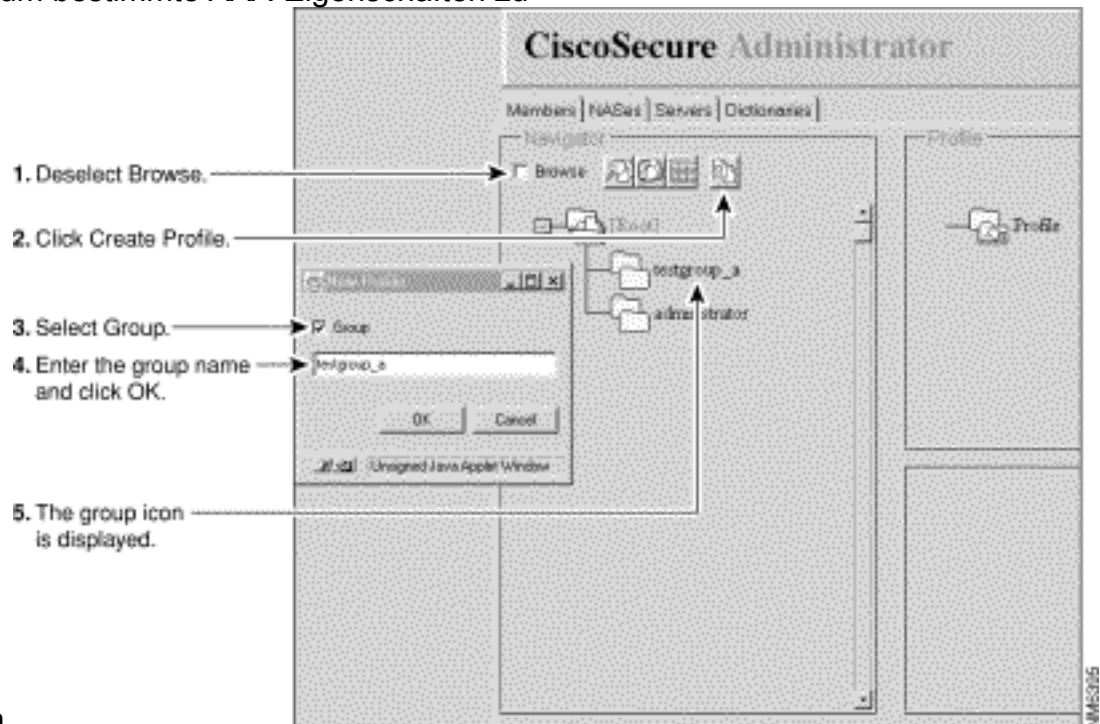 um bestimmte AAA-Eigenschaften zu
CiscoSecure Administrator
Members | NASes | Servers | Dictionaries |
Navigator
Profile
Browse
[Root]
Profile
testgroup_a
administrator
1. Deselect Browse.
2. Click Create Profile.
New Profile
3. Select Group.
Group
4. Enter the group name
and click OK.
testgroup_a
OK
Cancel
Unsigned Java Applet Window
5. The group icon
is displayed.